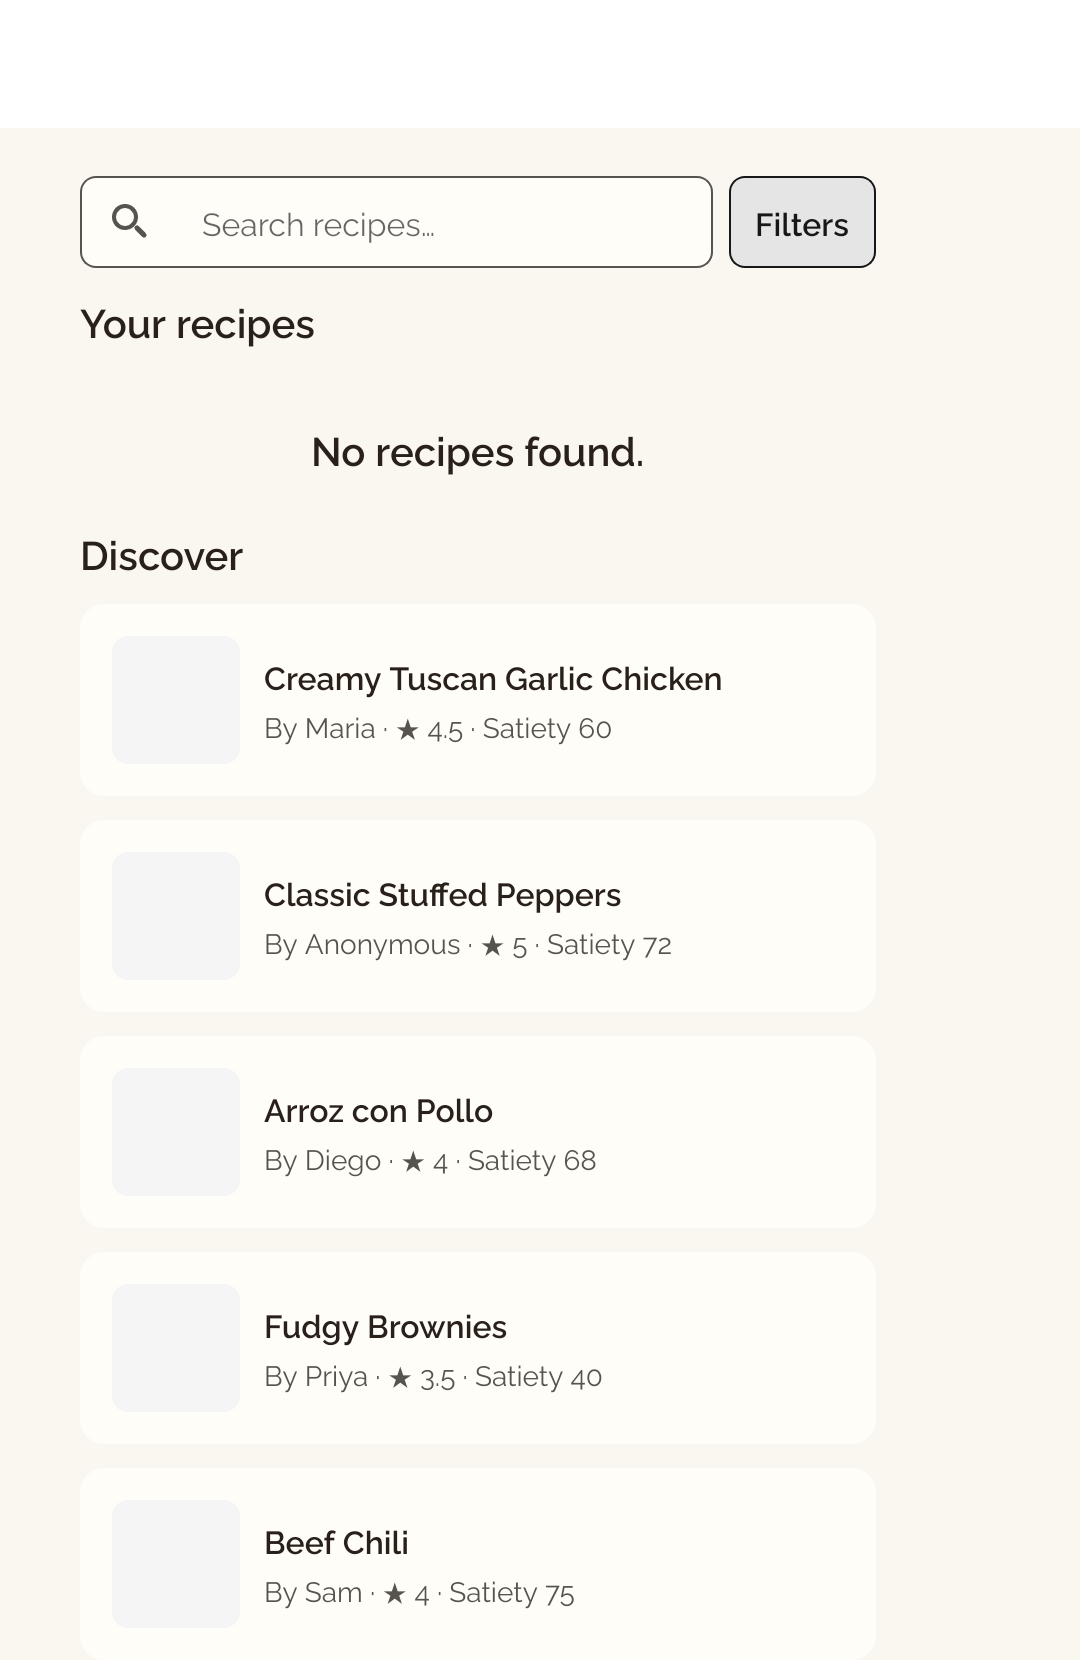 Search recipes...
Filters
Your recipes
No recipes found.
Discover
Creamy Tuscan Garlic Chicken
By Maria · ★ 4.5 · Satiety 60
Classic Stuffed Peppers
By Anonymous · ★ 5 · Satiety 72
Arroz con Pollo
By Diego · ★ 4 · Satiety 68
Fudgy Brownies
By Priya · ★ 3.5 · Satiety 40
Beef Chili
By Sam · ★ 4 · Satiety 75